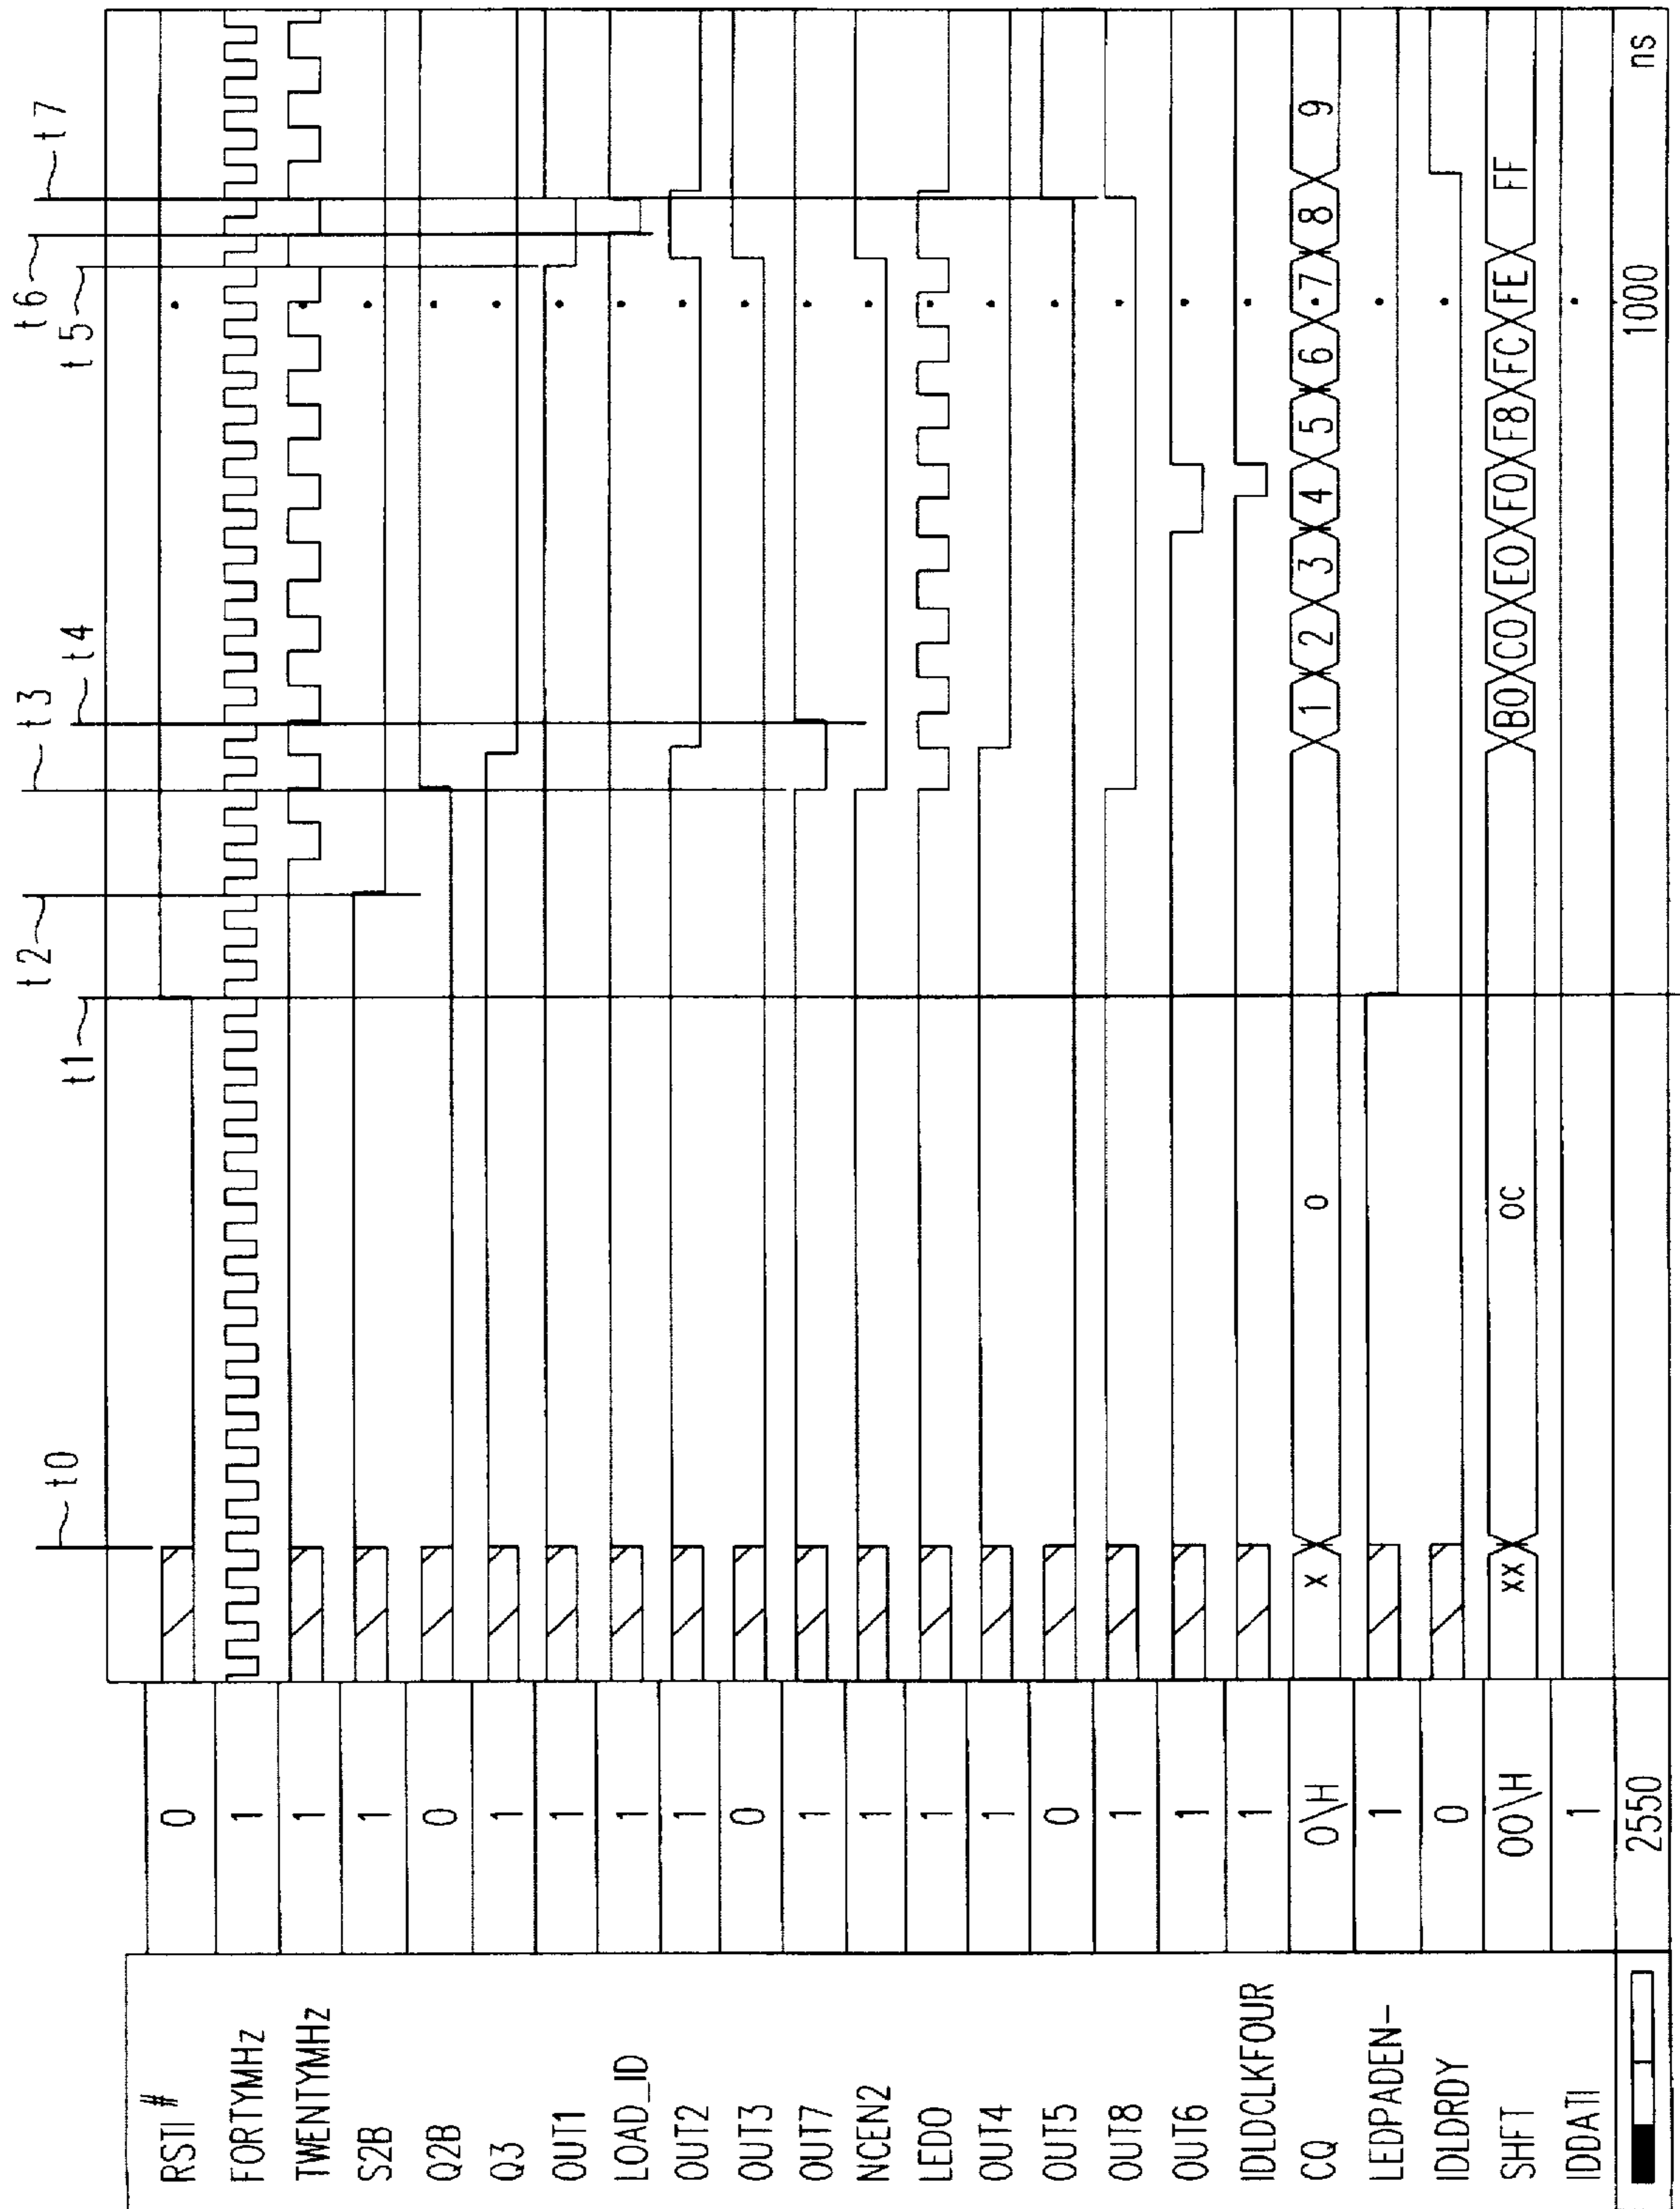 t0
t1
t2
t3
t4
t5
t6
t7
RSTI# 0
FORTYMHz 1
TWENTYMHz 1
S2B 1
Q2B 0
Q3 1
OUT1 1
LOAD_ID 1
OUT2 1
OUT3 0
OUT7 1
NCEN2 1
LEDO 1
OUT4 1
OUT5 0
OUT8 1
OUT6 1
IDLDCLKFOUR 1
CQ 0\H X 0 1 2 3 4 5 6 7 8 9
LEDPADEN- 1
IDLDRDY 0
SHFT 00\H XX 0C B0 C0 E0 F0 F8 FC FE FF
IDDATI 1
2550 1000 ns